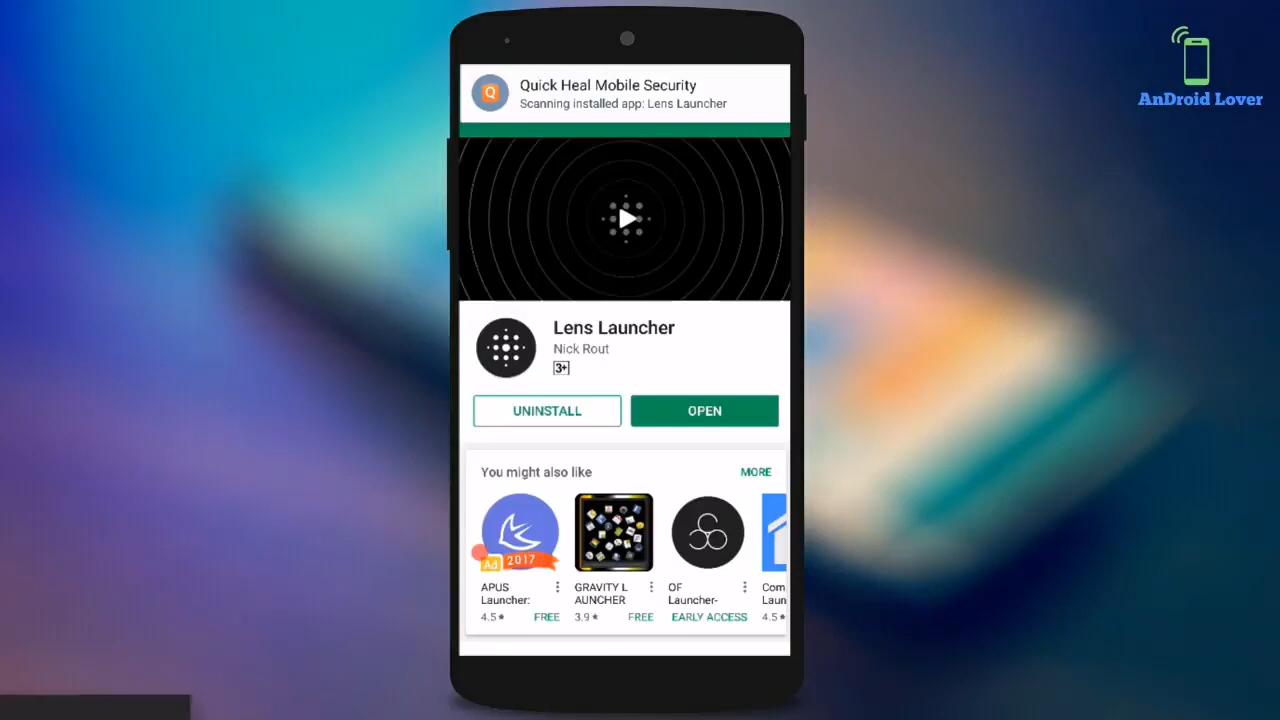 Quick Heal Mobile Security
Scanning installed app: Lens Launcher
Q
AnDroid Lover
Lens Launcher
Nick Rout
3+
UNINSTALL
OPEN
You might also like
MORE
Ad
2017
APUS
Launcher:
4.5★
FREE
GRAVITY L
AUNCHER
3.9★
FREE
OF
Launcher-
EARLY ACCESS
Com
Laun
4.5★